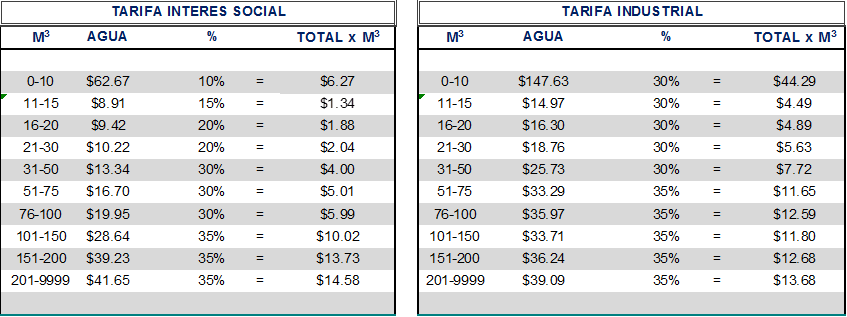 TARIFA INTERES SOCIAL
M³ AGUA % TOTAL x M³
0-10 $62.67 10% = $6.27
11-15 $8.91 15% = $1.34
16-20 $9.42 20% = $1.88
21-30 $10.22 20% = $2.04
31-50 $13.34 30% = $4.00
51-75 $16.70 30% = $5.01
76-100 $19.95 30% = $5.99
101-150 $28.64 35% = $10.02
151-200 $39.23 35% = $13.73
201-9999 $41.65 35% = $14.58
TARIFA INDUSTRIAL
M³ AGUA % TOTAL x M³
0-10 $147.63 30% = $44.29
11-15 $14.97 30% = $4.49
16-20 $16.30 30% = $4.89
21-30 $18.76 30% = $5.63
31-50 $25.73 30% = $7.72
51-75 $33.29 35% = $11.65
76-100 $35.97 35% = $12.59
101-150 $33.71 35% = $11.80
151-200 $36.24 35% = $12.68
201-9999 $39.09 35% = $13.68